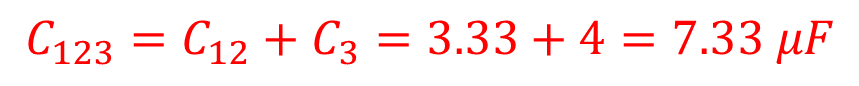 C₁₂₃ = C₁₂ + C₃ = 3.33 + 4 = 7.33 μF